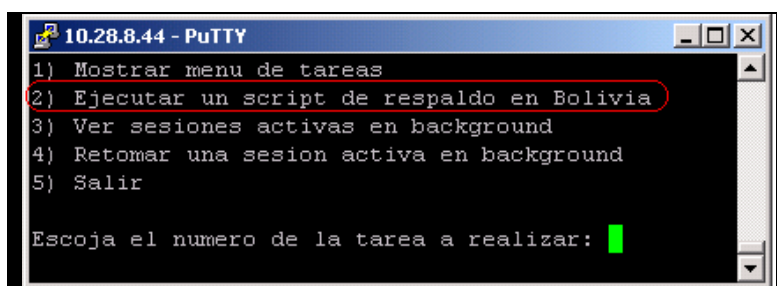 10.28.8.44 - PuTTY
1) Mostrar menu de tareas
2) Ejecutar un script de respaldo en Bolivia
3) Ver sesiones activas en background
4) Retomar una sesion activa en background
5) Salir
Escoja el numero de la tarea a realizar: